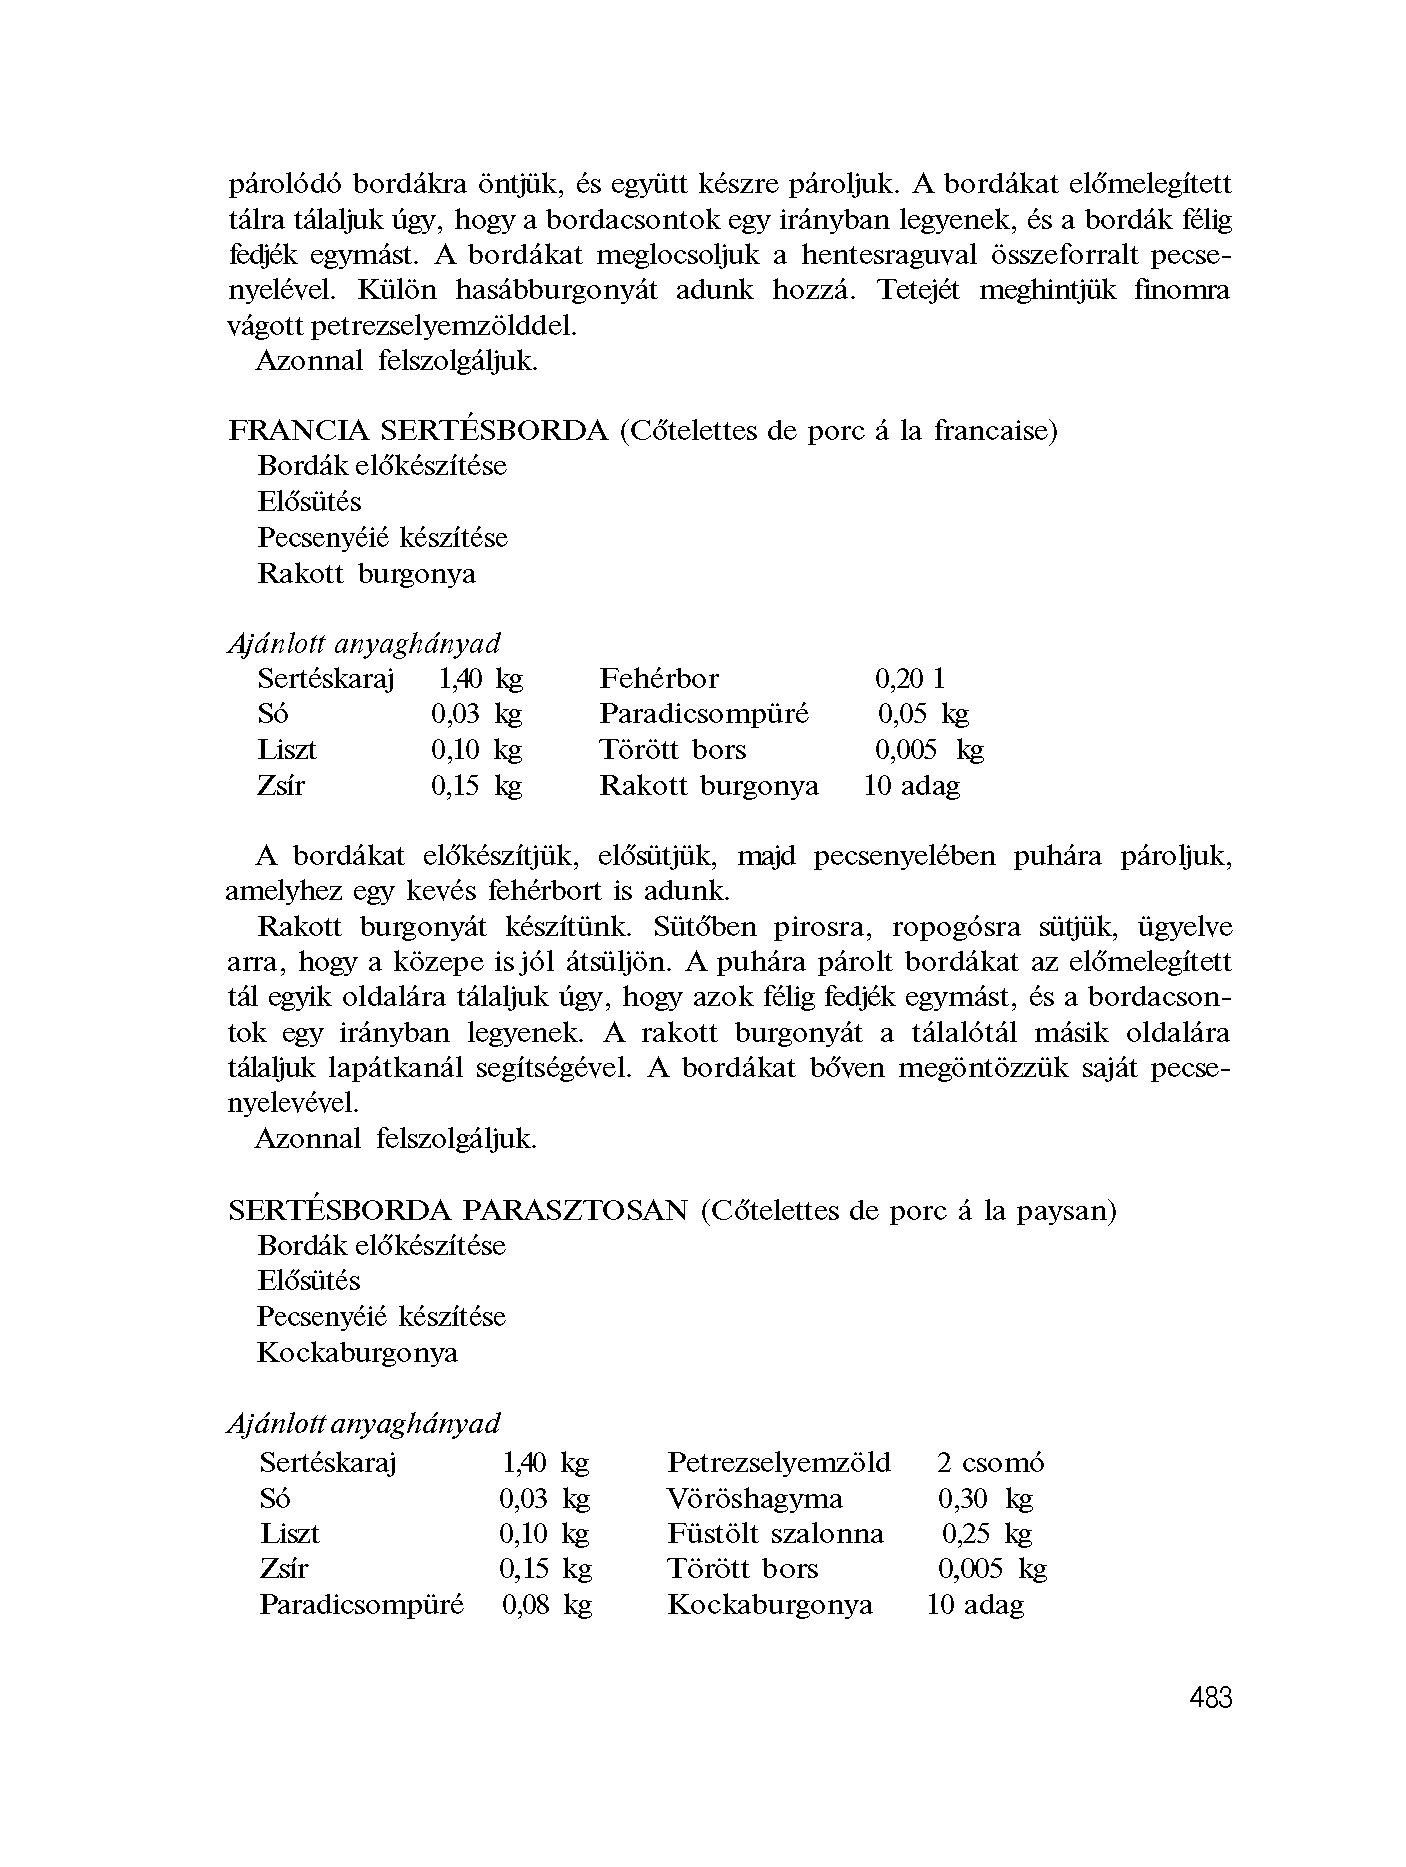 párolódó bordákra öntjük, és együtt készre pároljuk. A bordákat előmelegített
tálra tálaljuk úgy, hogy a bordacsontok egy irányban legyenek, és a bordák félig
fedjék egymást. A bordákat meglocsoljuk a hentesraguval összeforralt pecse-
nyelével. Külön hasábburgonyát adunk hozzá. Tetejét meghintjük finomra
vágott petrezselyemzölddel.
Azonnal felszolgáljuk.
FRANCIA SERTÉSBORDA (Cőtelettes de porc á la francaise)
Bordák előkészítése
Elősütés
Pecsenyéié készítése
Rakott burgonya
Ajánlott anyaghányad
Sertéskaraj 1,40 kg Fehérbor 0,20 1
Só 0,03 kg Paradicsompüré 0,05 kg
Liszt 0,10 kg Törött bors 0,005 kg
Zsír 0,15 kg Rakott burgonya 10 adag
A bordákat előkészítjük, elősütjük, majd pecsenyelében puhára pároljuk,
amelyhez egy kevés fehérbort is adunk.
Rakott burgonyát készítünk. Sütőben pirosra, ropogósra sütjük, ügyelve
arra, hogy a közepe is jól átsüljön. A puhára párolt bordákat az előmelegített
tál egyik oldalára tálaljuk úgy, hogy azok félig fedjék egymást, és a bordacson-
tok egy irányban legyenek. A rakott burgonyát a tálalótál másik oldalára
tálaljuk lapátkanál segítségével. A bordákat bőven megöntözzük saját pecse-
nyelevével.
Azonnal felszolgáljuk.
SERTÉSBORDA PARASZTOSAN (Cőtelettes de porc á la paysan)
Bordák előkészítése
Elősütés
Pecsenyéié készítése
Kockaburgonya
Ajánlott anyaghányad
Sertéskaraj 1,40 kg Petrezselyemzöld 2 csomó
Só 0,03 kg Vöröshagyma 0,30 kg
Liszt 0,10 kg Füstölt szalonna 0,25 kg
Zsír 0,15 kg Törött bors 0,005 kg
Paradicsompüré 0,08 kg Kockaburgonya 10 adag
483